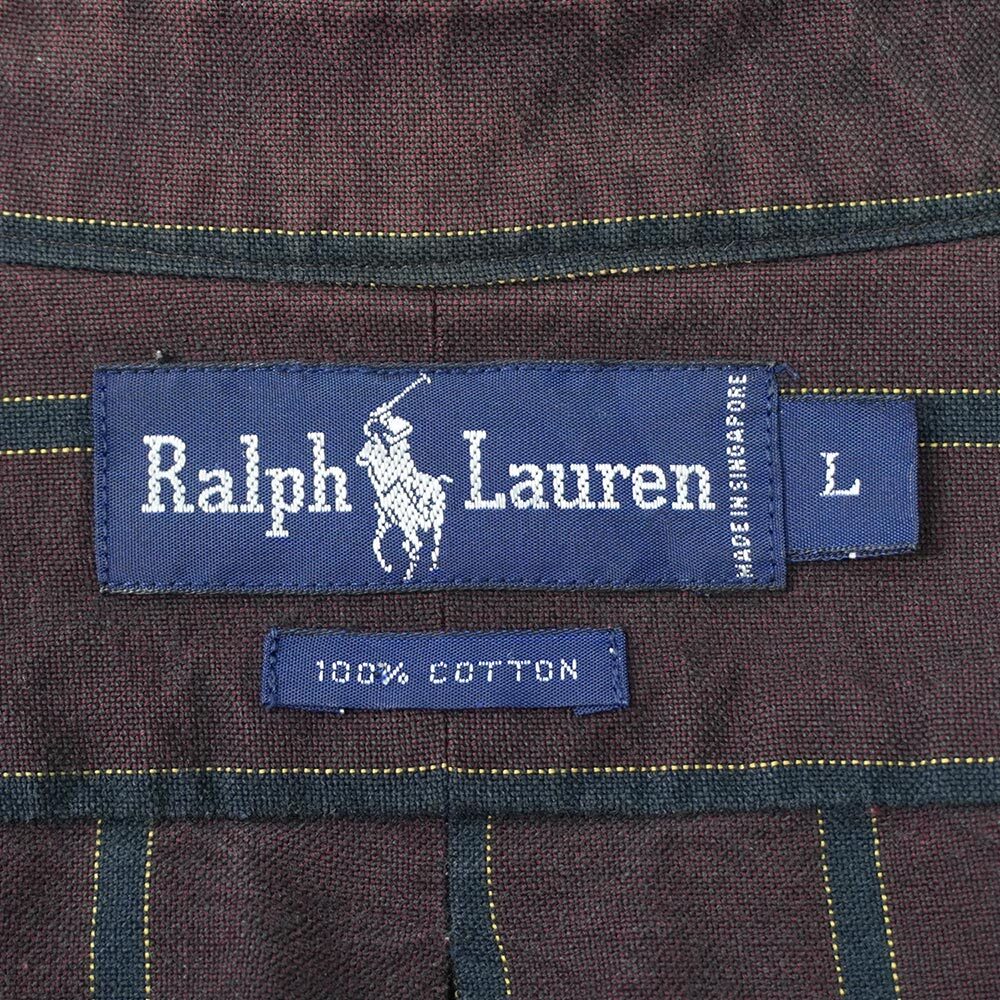 Ralph Lauren
MADE IN SINGAPORE
L
100% COTTON